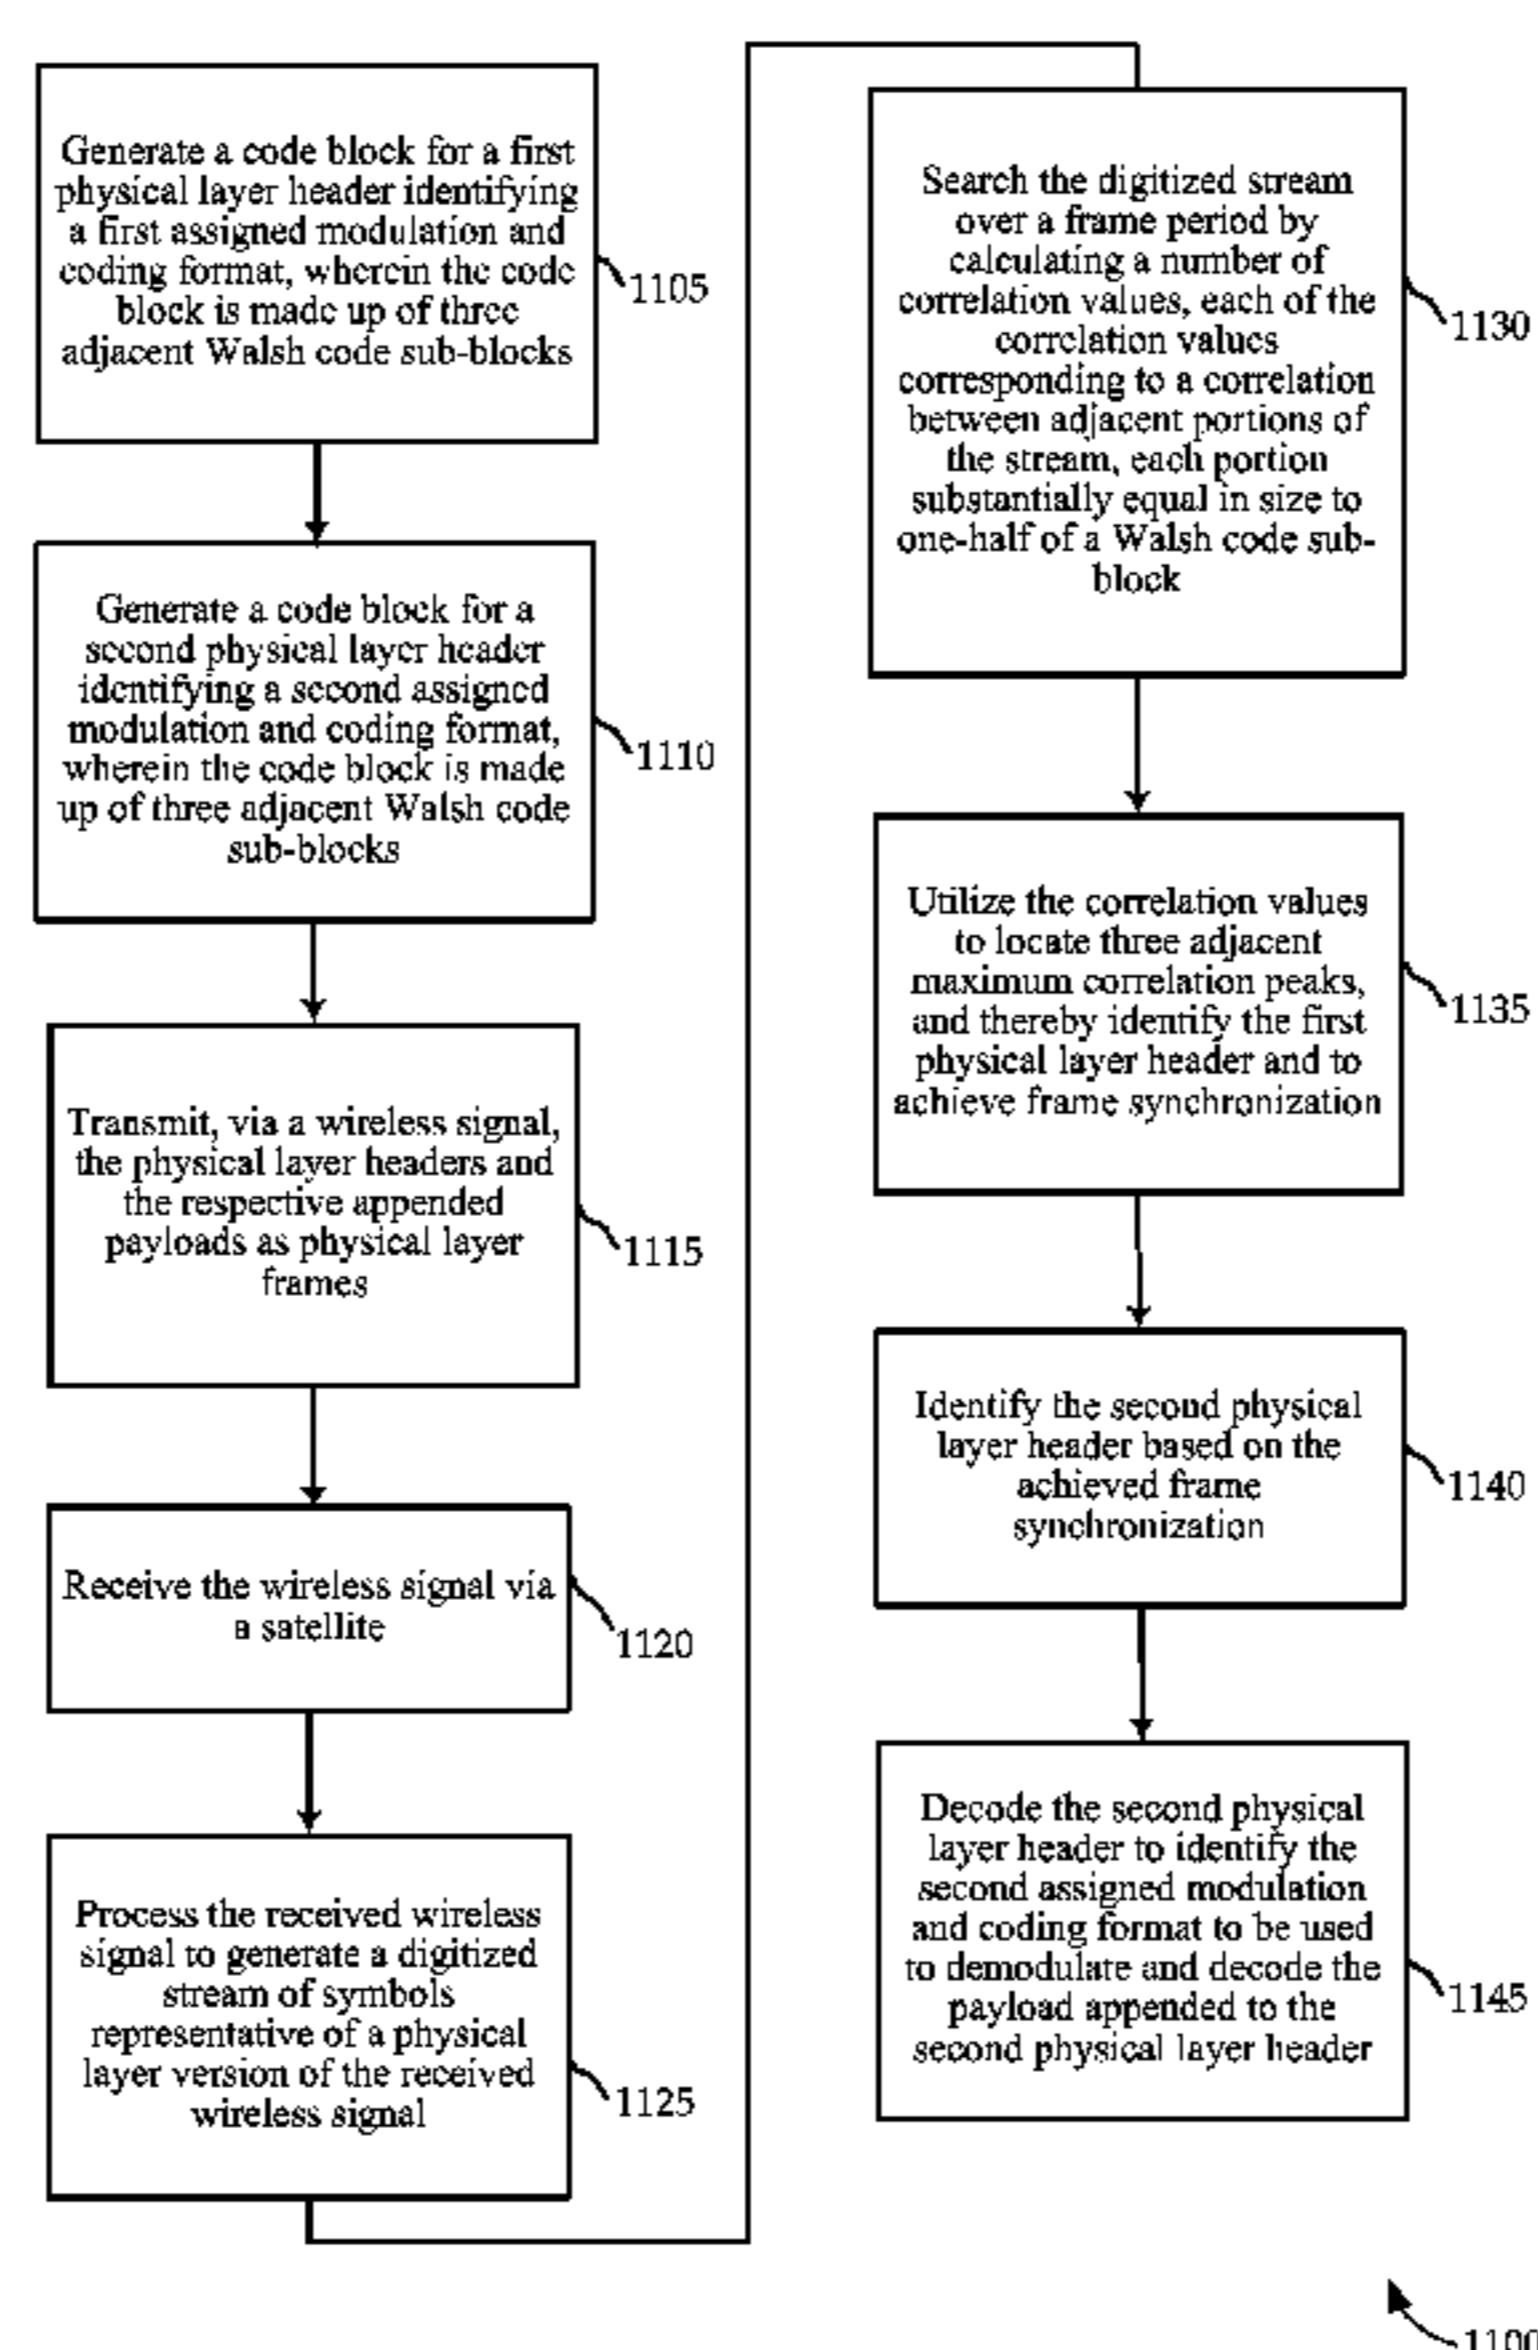 Generate a code block for a first
physical layer header identifying
a first assigned modulation and
coding format, wherein the code
block is made up of three
adjacent Walsh code sub-blocks
1105
Generate a code block for a
second physical layer header
identifying a second assigned
modulation and coding format,
wherein the code block is made
up of three adjacent Walsh code
sub-blocks
1110
Transmit, via a wireless signal,
the physical layer headers and
the respective appended
payloads as physical layer
frames
1115
Receive the wireless signal via
a satellite
1120
Process the received wireless
signal to generate a digitized
stream of symbols
representative of a physical
layer version of the received
wireless signal
1125
Search the digitized stream
over a frame period by
calculating a number of
correlation values, each of the
correlation values
corresponding to a correlation
between adjacent portions of
the stream, each portion
substantially equal in size to
one-half of a Walsh code sub-
block
1130
Utilize the correlation values
to locate three adjacent
maximum correlation peaks,
and thereby identify the first
physical layer header and to
achieve frame synchronization
1135
Identify the second physical
layer header based on the
achieved frame
synchronization
1140
Decode the second physical
layer header to identify the
second assigned modulation
and coding format to be used
to demodulate and decode the
payload appended to the
second physical layer header
1145
1100